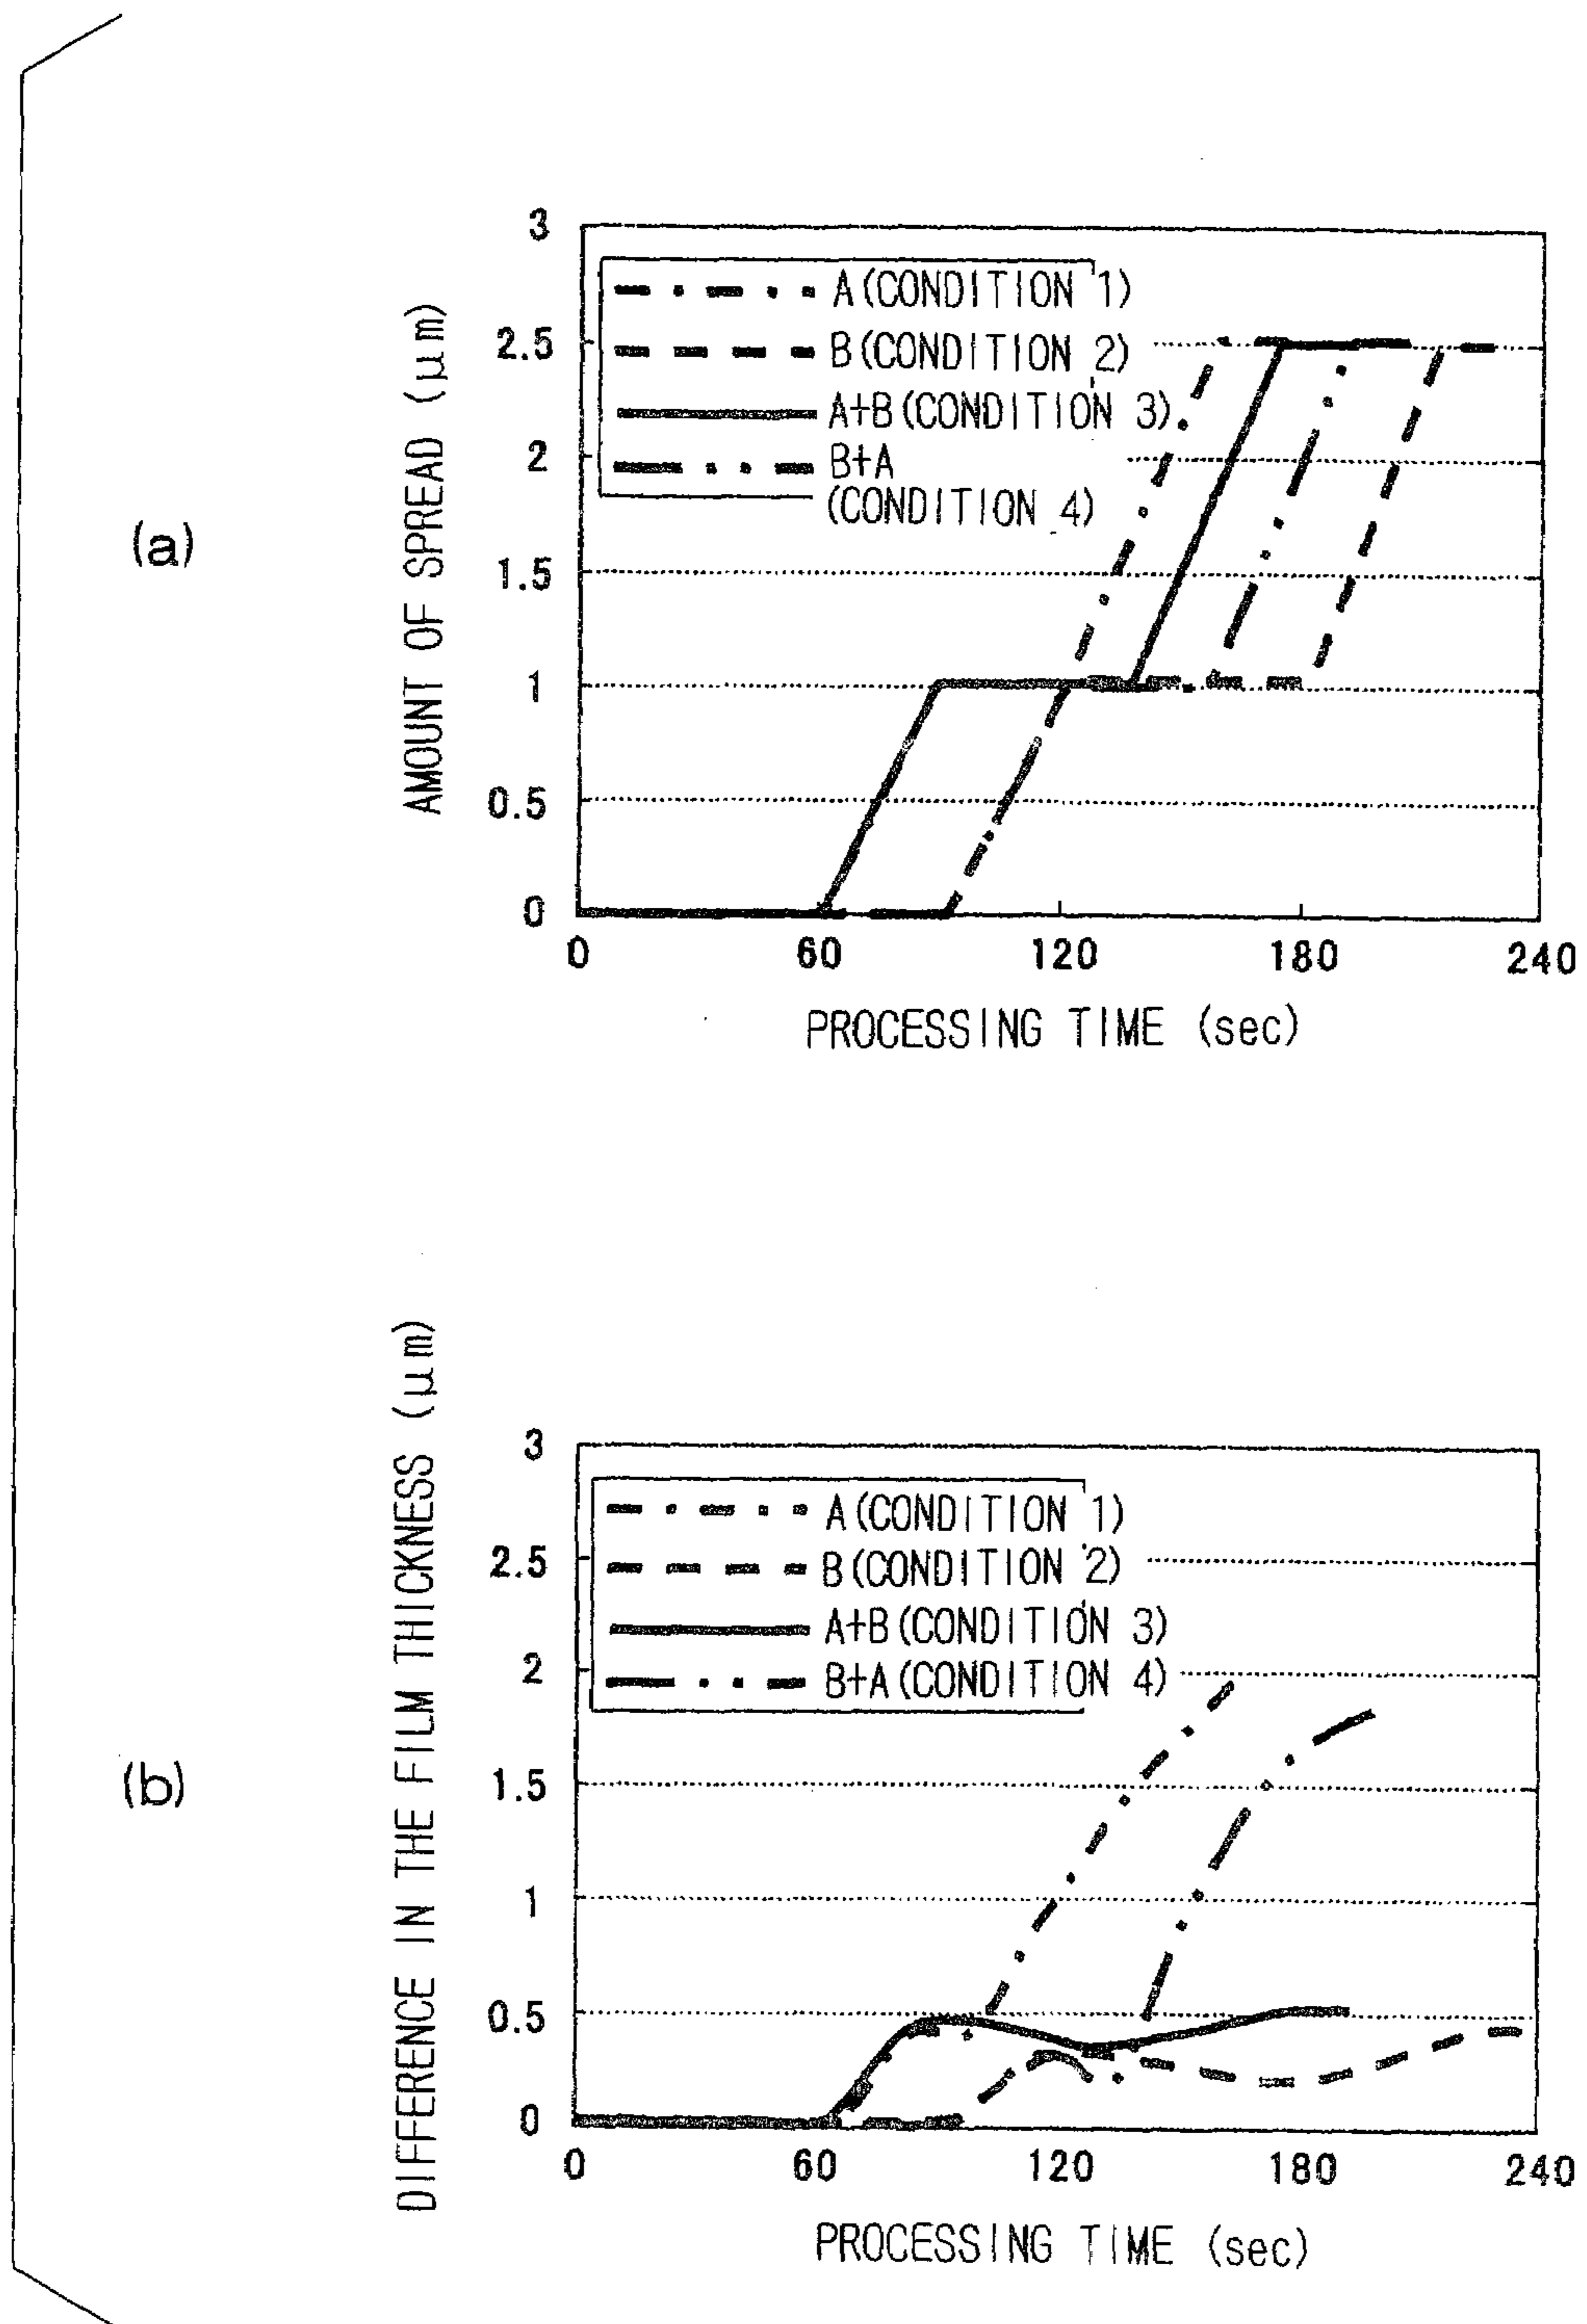 (a)
AMOUNT OF SPREAD (μm)
3
2.5
2
1.5
1
0.5
0
A(CONDITION 1)
B(CONDITION 2)
A+B(CONDITION 3)
B+A
(CONDITION 4)
0 60 120 180 240
PROCESSING TIME (sec)
(b)
DIFFERENCE IN THE FILM THICKNESS (μm)
3
2.5
2
1.5
1
0.5
0
A(CONDITION 1)
B(CONDITION 2)
A+B(CONDITION 3)
B+A(CONDITION 4)
0 60 120 180 240
PROCESSING TIME (sec)